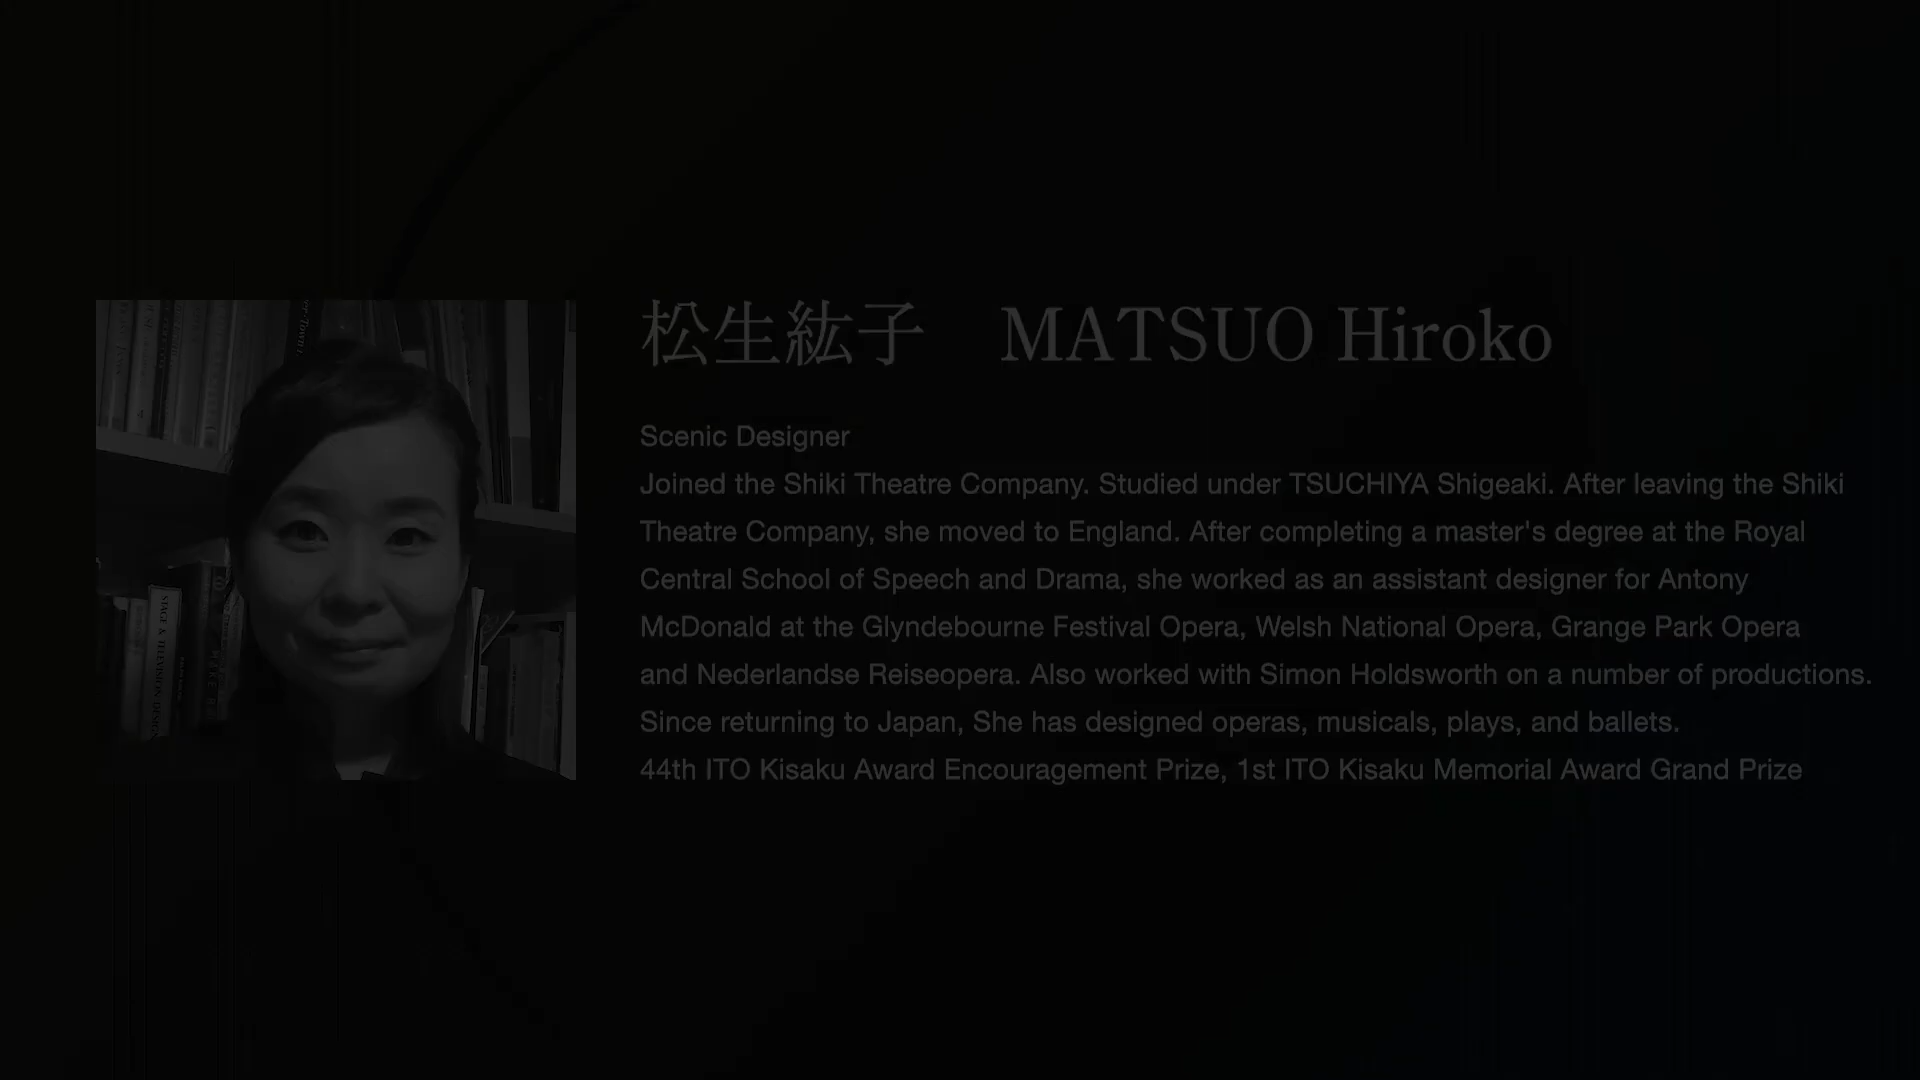 松生紘子　MATSUO Hiroko
Scenic Designer
Joined the Shiki Theatre Company. Studied under TSUCHIYA Shigeaki. After leaving the Shiki
Theatre Company, she moved to England. After completing a master's degree at the Royal
Central School of Speech and Drama, she worked as an assistant designer for Antony
McDonald at the Glyndebourne Festival Opera, Welsh National Opera, Grange Park Opera
and Nederlandse Reiseopera. Also worked with Simon Holdsworth on a number of productions.
Since returning to Japan, She has designed operas, musicals, plays, and ballets.
44th ITO Kisaku Award Encouragement Prize, 1st ITO Kisaku Memorial Award Grand Prize